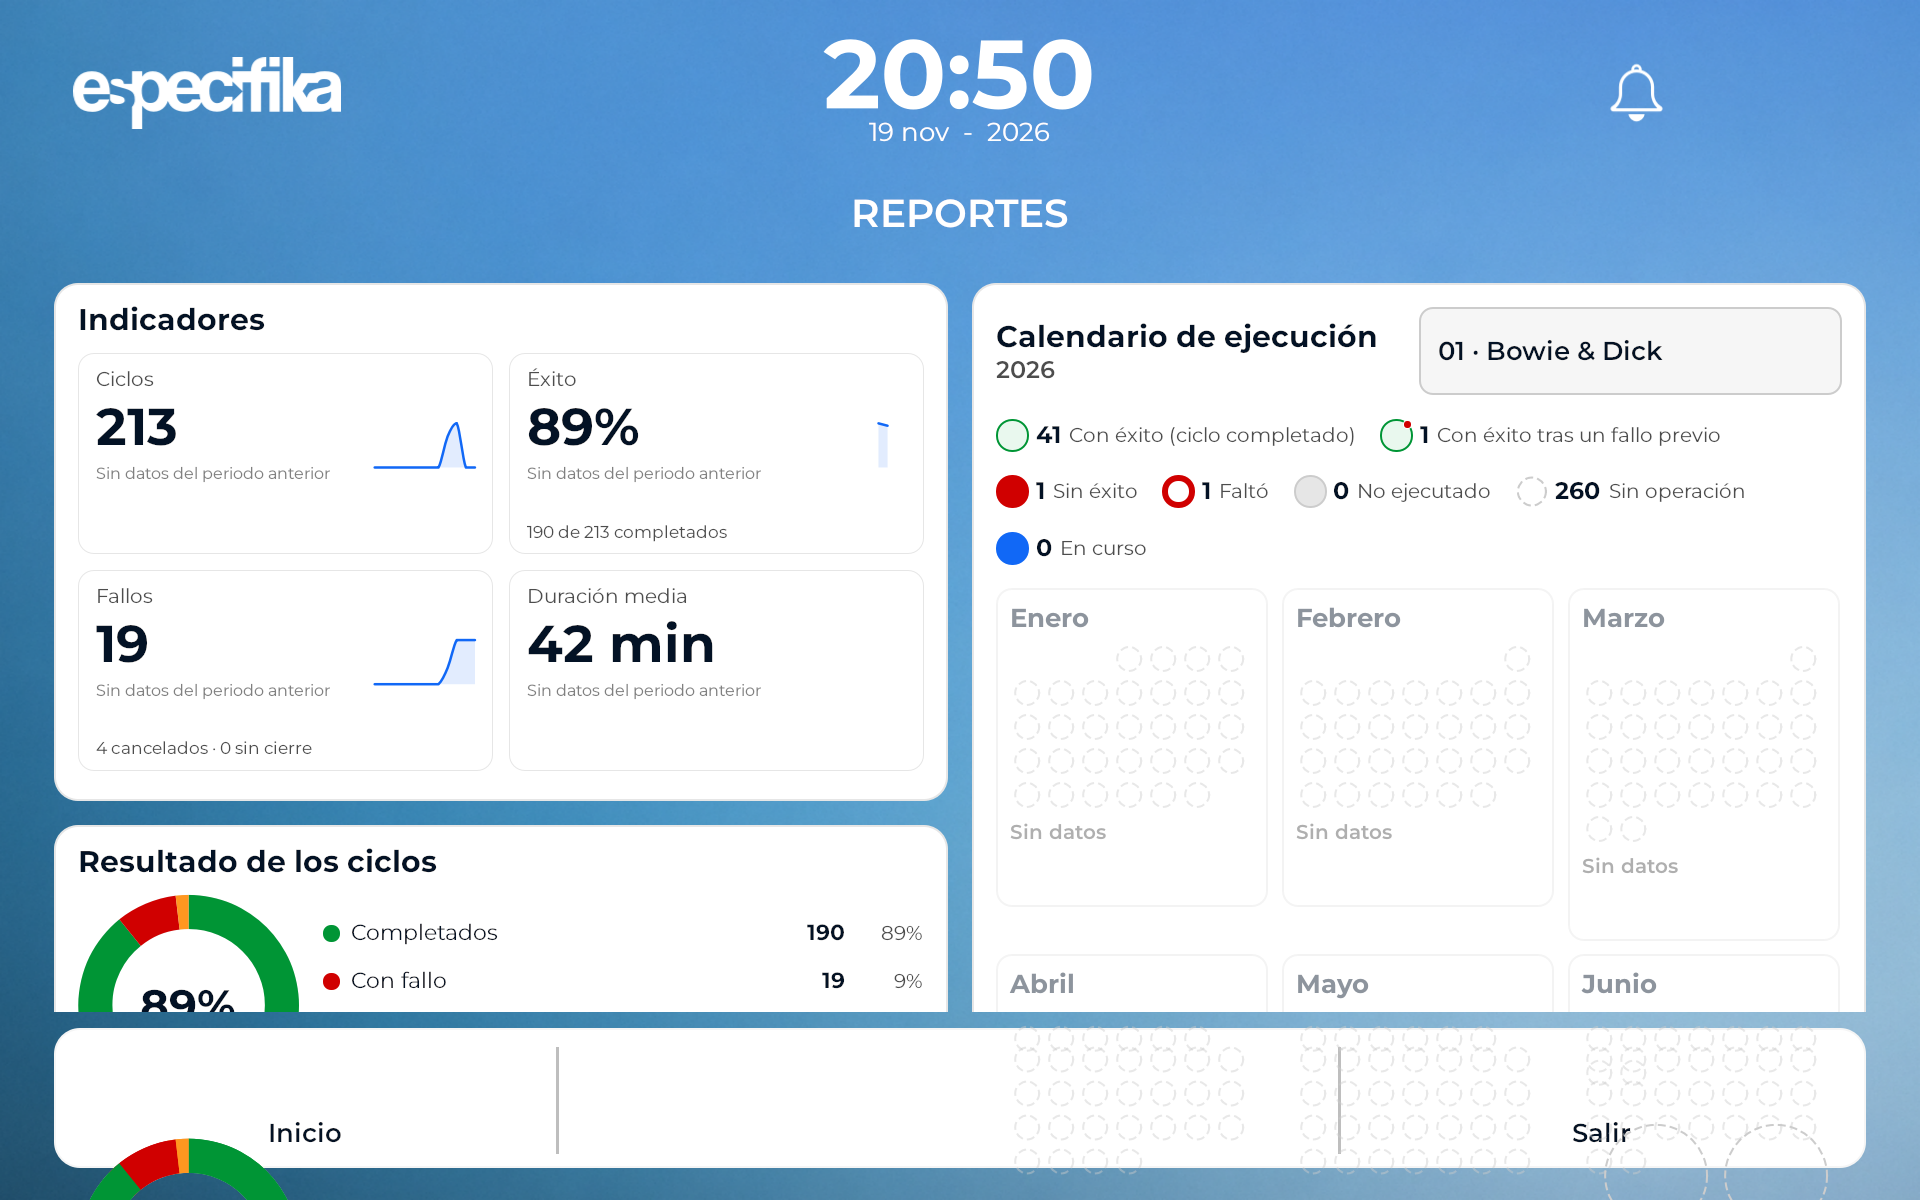 especifika
20:50
19 nov - 2026
REPORTES
Indicadores
Ciclos
213
Sin datos del periodo anterior
Éxito
89%
Sin datos del periodo anterior
190 de 213 completados
Fallos
19
Sin datos del periodo anterior
4 cancelados · 0 sin cierre
Duración media
42 min
Sin datos del periodo anterior
Resultado de los ciclos
89%
Completados 190 89%
Con fallo 19 9%
Calendario de ejecución
2026
01 · Bowie & Dick
41 Con éxito (ciclo completado)
1 Con éxito tras un fallo previo
1 Sin éxito
1 Faltó
0 No ejecutado
260 Sin operación
0 En curso
Enero
Sin datos
Febrero
Sin datos
Marzo
Sin datos
Abril
Mayo
Junio
Inicio
Salir